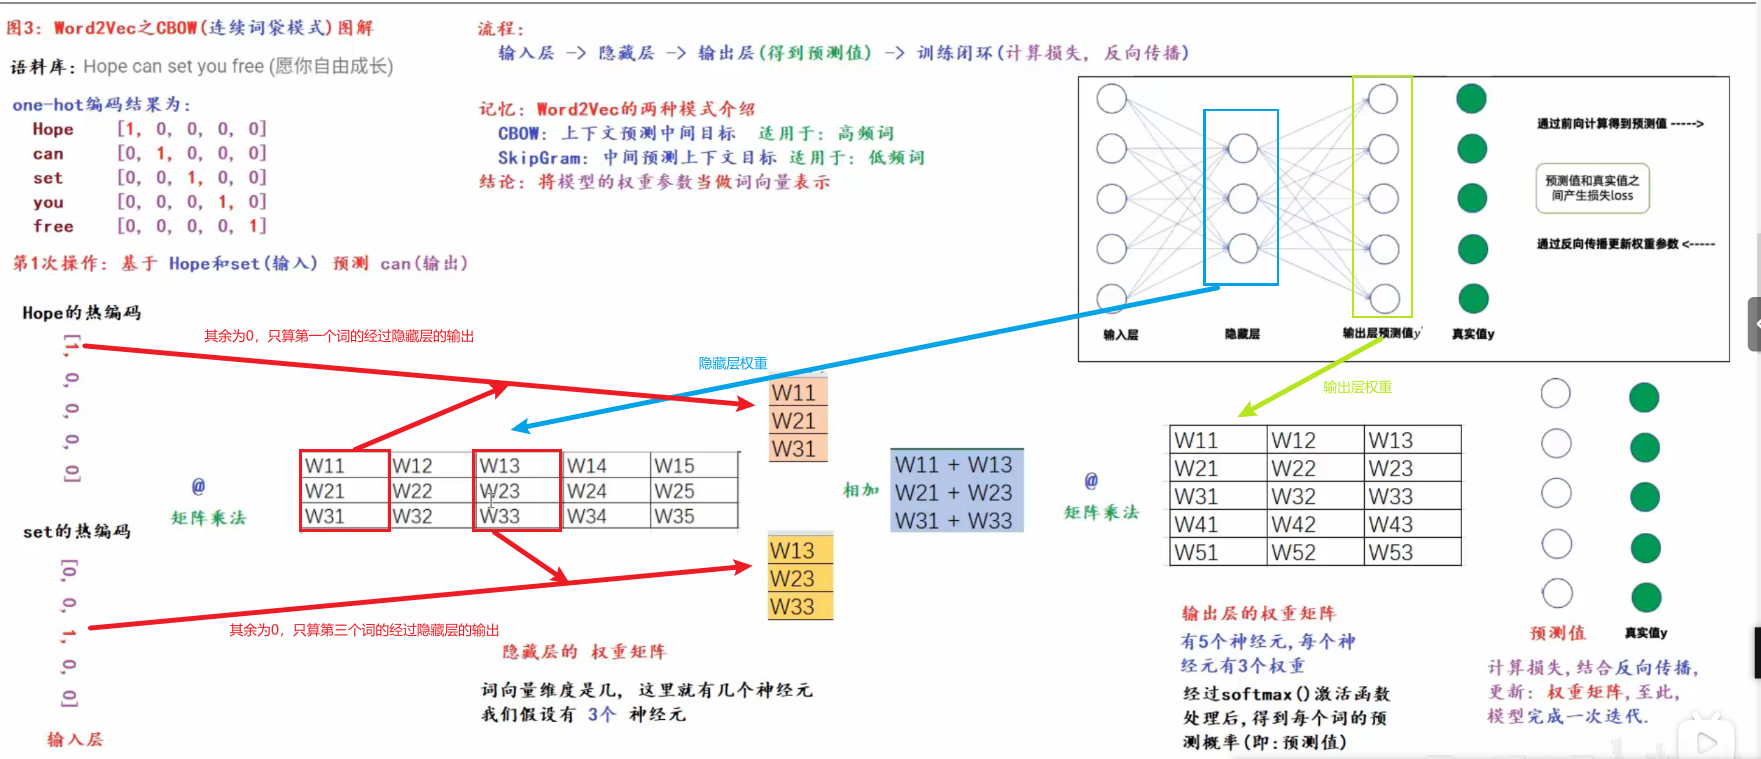 图3: Word2Vec之CBOW(连续词袋模式)图解
语料库: Hope can set you free (愿你自由成长)
one-hot编码结果为:
Hope [1, 0, 0, 0, 0]
can [0, 1, 0, 0, 0]
set [0, 0, 1, 0, 0]
you [0, 0, 0, 1, 0]
free [0, 0, 0, 0, 1]
第1次操作: 基于 Hope和set(输入) 预测 can(输出)
流程:
输入层 -> 隐藏层 -> 输出层(得到预测值) -> 训练闭环(计算损失, 反向传播)
记忆: Word2Vec的两种模式介绍
CBOW: 上下文预测中间目标 适用于: 高频词
SkipGram: 中间预测上下文目标 适用于: 低频词
结论: 将模型的权重参数当做词向量表示
通过前向计算得到预测值 ----->
预测值和真实值之
间产生损失loss
通过反向传播更新权重参数 <-----
输入层
隐藏层
输出层预测值y'
真实值y
Hope的热编码
[1, 0, 0, 0, 0]
其余为0，只算第一个词的经过隐藏层的输出
隐藏层权重
输出层权重
set的热编码
[0, 0, 1, 0, 0]
其余为0，只算第三个词的经过隐藏层的输出
输入层
@
矩阵乘法
W11 W12 W13 W14 W15
W21 W22 W23 W24 W25
W31 W32 W33 W34 W35
W11
W21
W31
W13
W23
W33
隐藏层的 权重矩阵
词向量维度是几, 这里就有几个神经元
我们假设有 3个 神经元
相加
W11 + W13
W21 + W23
W31 + W33
@
矩阵乘法
W11 W12 W13
W21 W22 W23
W31 W32 W33
W41 W42 W43
W51 W52 W53
输出层的权重矩阵
有5个神经元,每个神
经元有3个权重
经过softmax()激活函数
处理后,得到每个词的预
测概率(即:预测值)
预测值
真实值y
计算损失,结合反向传播,
更新: 权重矩阵,至此,
模型完成一次迭代.